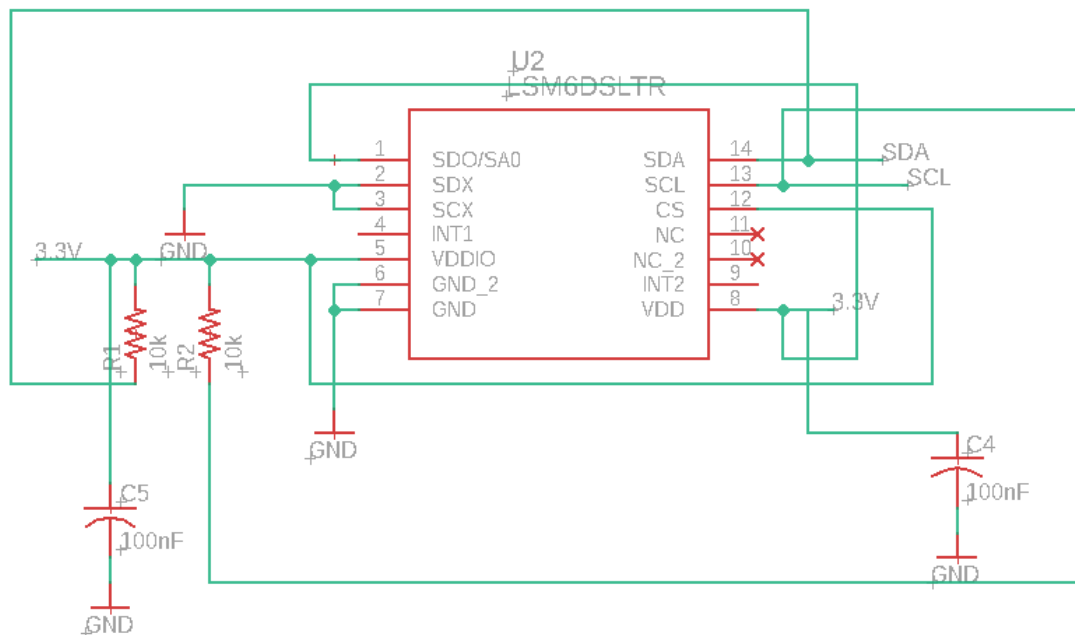 U2
LSM6DSLTR
1 SDO/SA0 SDA 14 SDA
2 SDX SCL 13 SCL
3 SCX CS 12
4 INT1 NC 11
3.3V GND 5 VDDIO NC_2 10
6 GND_2 INT2 9
7 GND VDD 8 3.3V
R1 10k R2 10k
GND
C4
100nF
C5
100nF
GND
GND